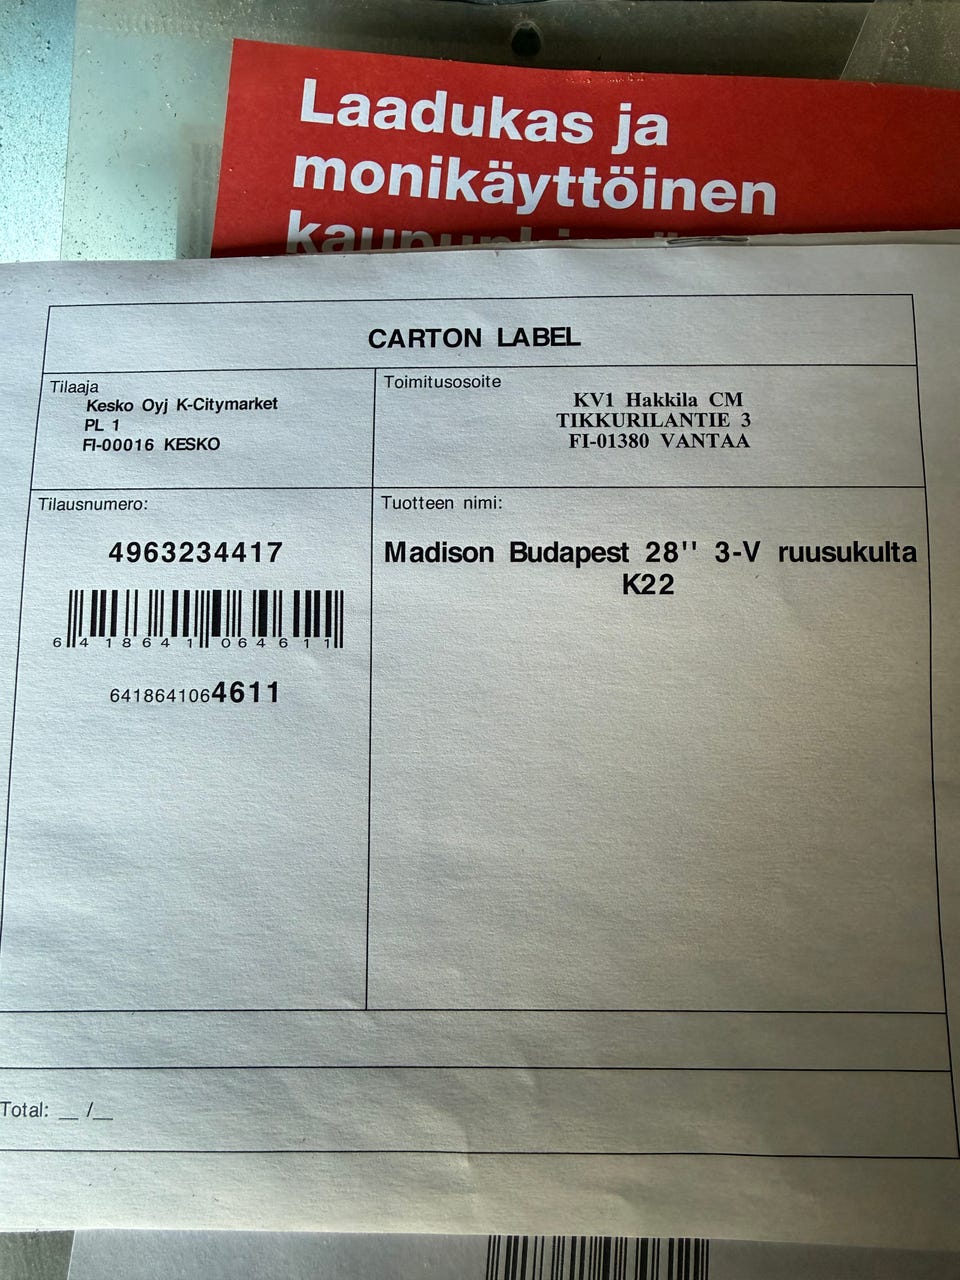 Laadukas ja
monikäyttöinen
CARTON LABEL
Tilaaja
Kesko Oyj K-Citymarket
PL 1
FI-00016 KESKO
Toimitusosoite
KV1 Hakkila CM
TIKKURILANTIE 3
FI-01380 VANTAA
Tilausnumero:
4963234417
6 418641 064611
6418641064611
Tuotteen nimi:
Madison Budapest 28'' 3-V ruusukulta
K22
Total: __ /__